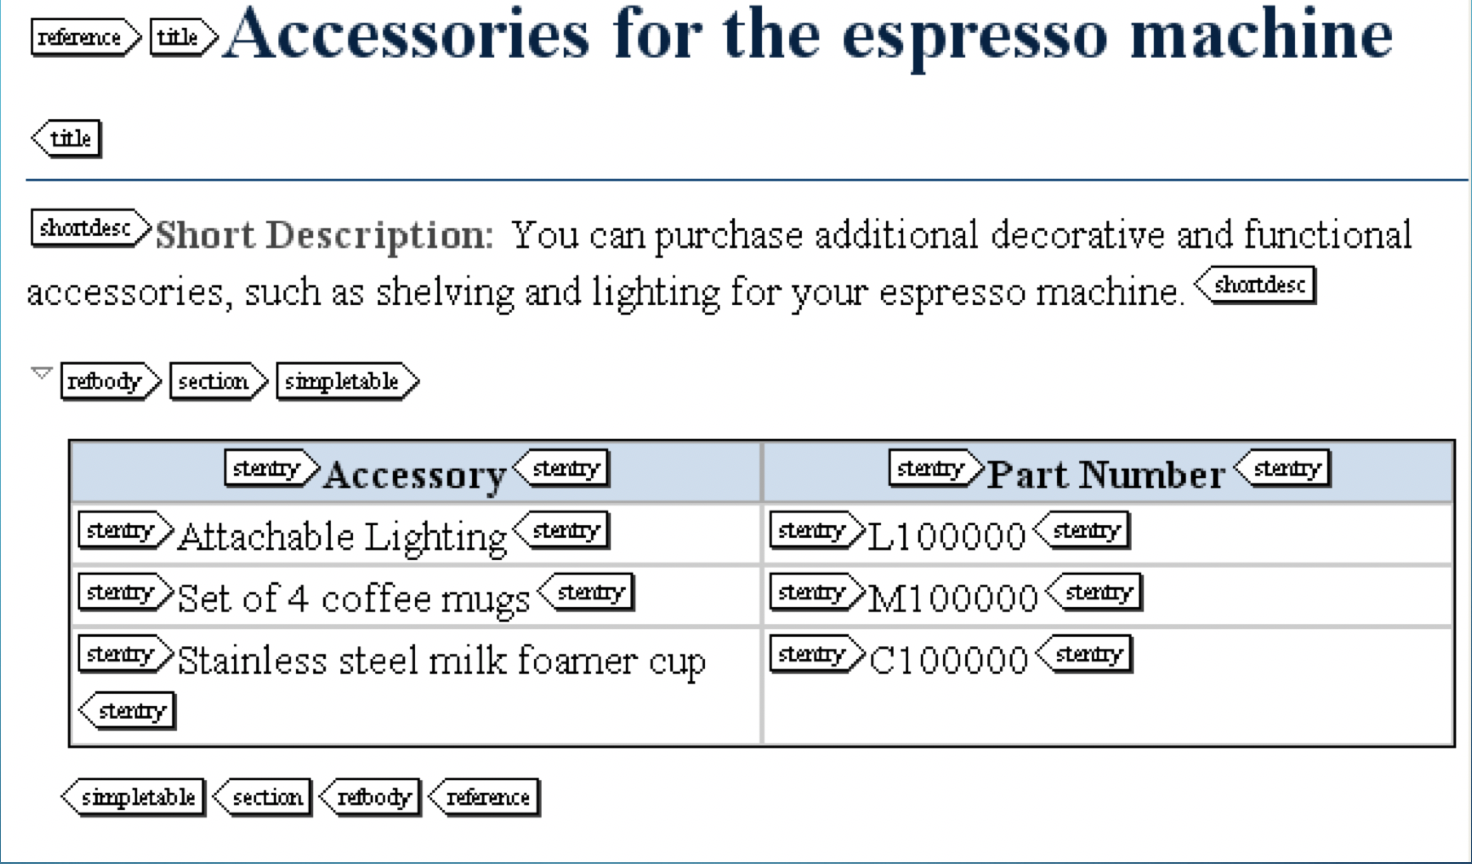 reference title Accessories for the espresso machine
title
shortdesc Short Description: You can purchase additional decorative and functional
accessories, such as shelving and lighting for your espresso machine. shortdesc
refbody section simpletable
stentry Accessory stentry stentry Part Number stentry
stentry Attachable Lighting stentry stentry L100000 stentry
stentry Set of 4 coffee mugs stentry stentry M100000 stentry
stentry Stainless steel milk foamer cup stentry C100000 stentry
stentry
simpletable section refbody reference